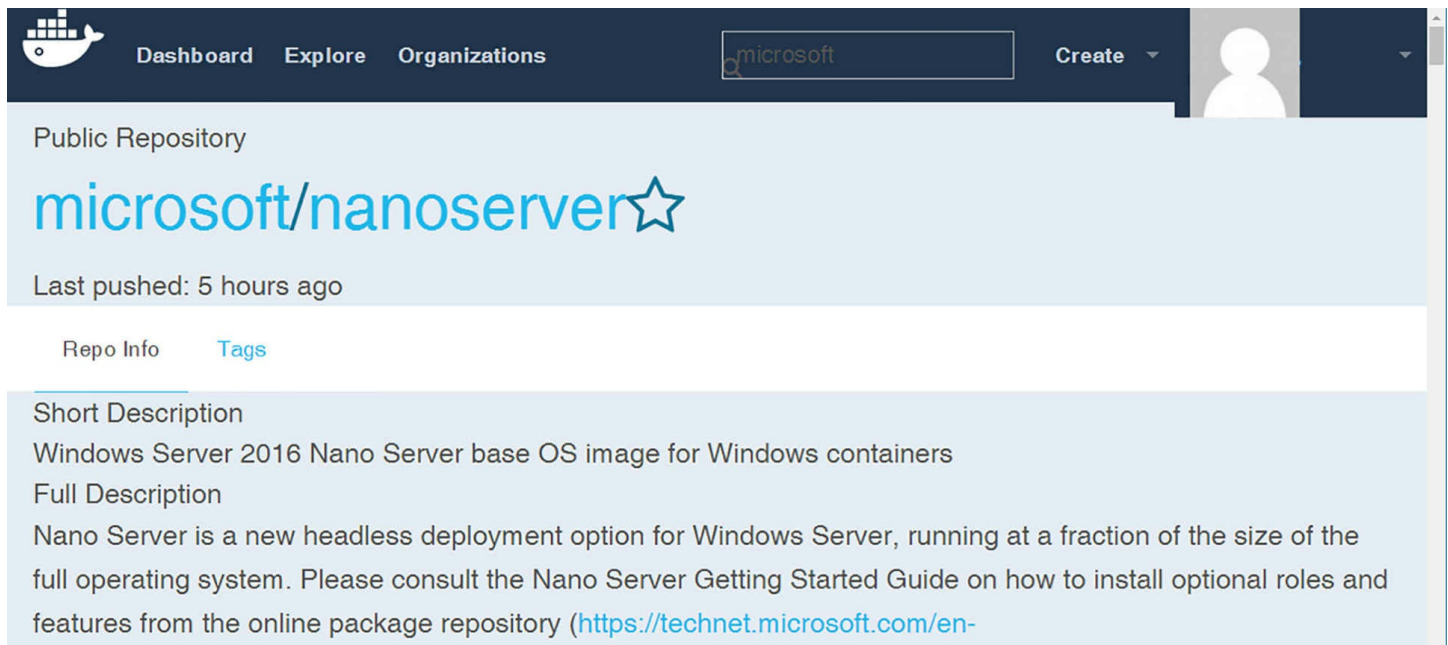 Dashboard Explore Organizations microsoft Create
Public Repository
microsoft/nanoserver
Last pushed: 5 hours ago
Repo Info Tags
Short Description
Windows Server 2016 Nano Server base OS image for Windows containers
Full Description
Nano Server is a new headless deployment option for Windows Server, running at a fraction of the size of the
full operating system. Please consult the Nano Server Getting Started Guide on how to install optional roles and
features from the online package repository (https://technet.microsoft.com/en-